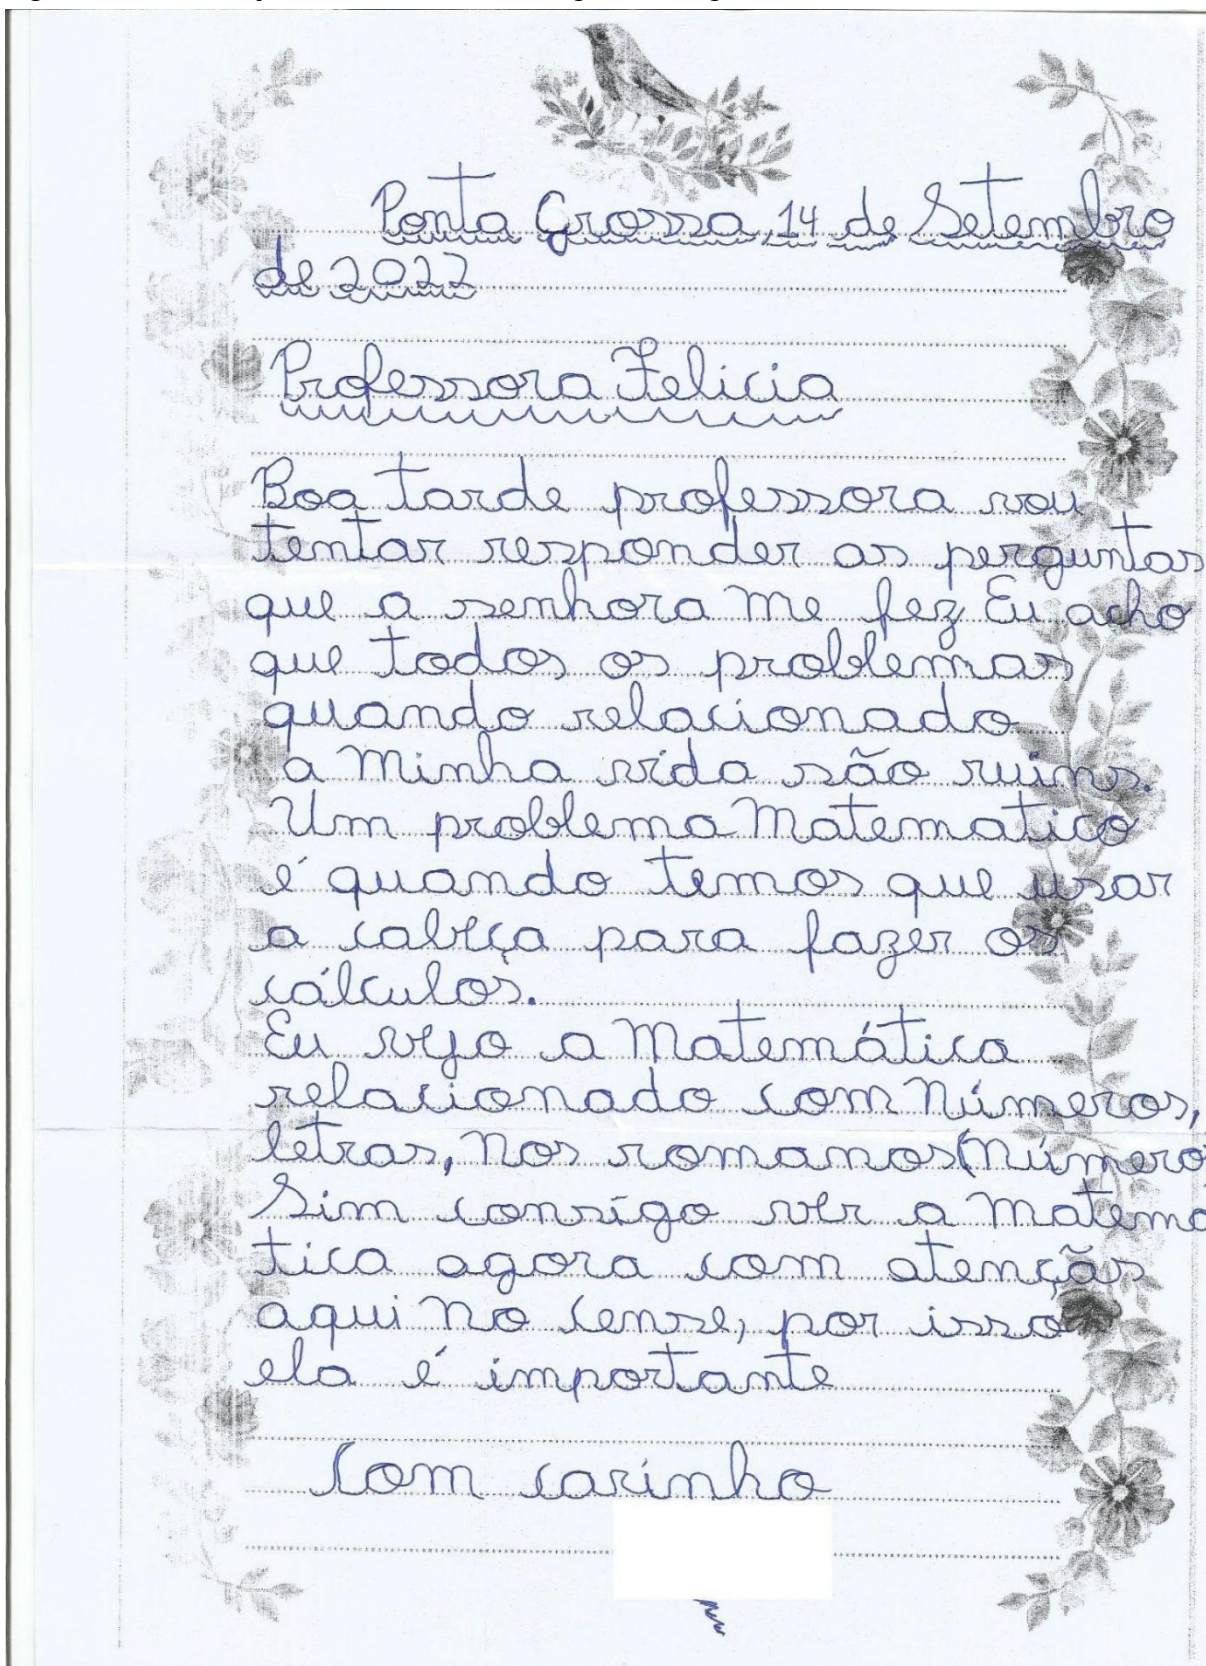 Ponta Grossa, 14 de Setembro
de 2022
Professora Felicia
Boa tarde professora vou
tentar responder as perguntas
que a senhora me fez Eu acho
que todos os problemas
quando relacionado
a Minha vida são ruins.
Um problema Matematico
é quando temos que usar
a cabeça para fazer os
cálculos.
Eu vejo a Matemática
relacionado com Números,
letras, Nos romanos (Número
Sim consigo ver a Matemá
tica agora com atenção
aqui No Cense, por isso
ela é importante
Com carinho